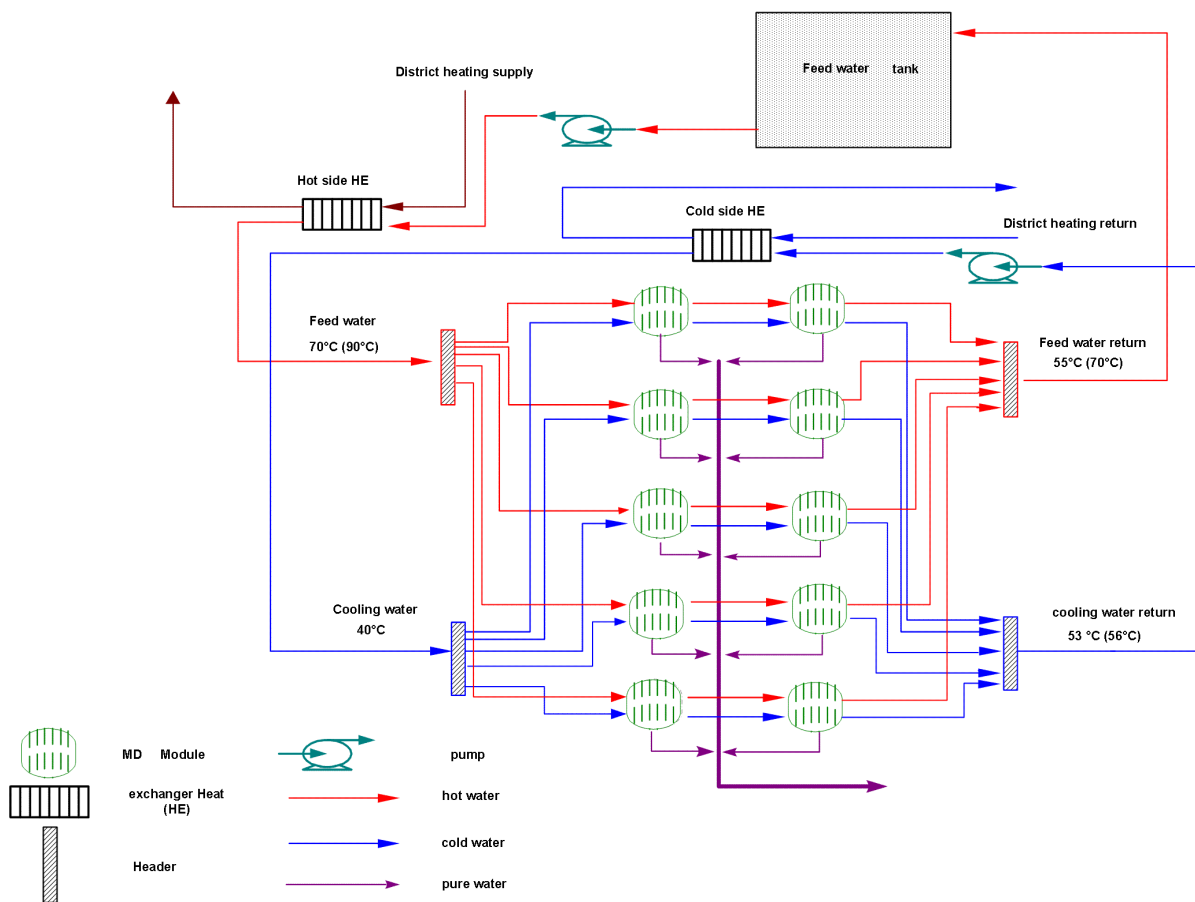 Feed water tank
District heating supply
Hot side HE
Cold side HE
District heating return
Feed water
70°C (90°C)
Feed water return
55°C (70°C)
Cooling water
40°C
cooling water return
53 °C (56°C)
MD Module
pump
exchanger Heat
(HE)
hot water
cold water
Header
pure water